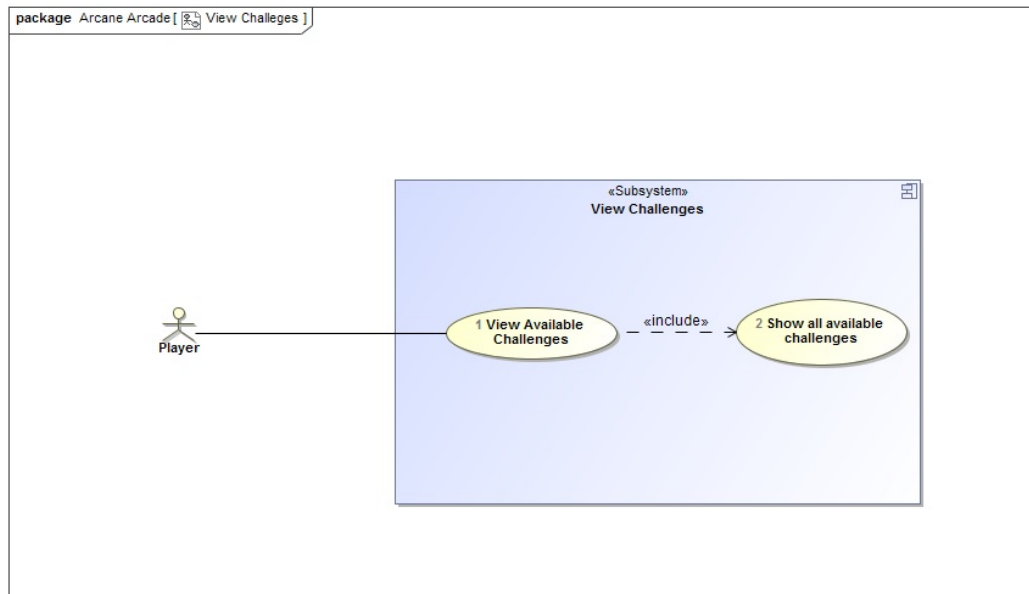 package Arcane Arcade [ View Challeges ]
«Subsystem»
View Challenges
Player
1 View Available
Challenges
«include»
2 Show all available
challenges